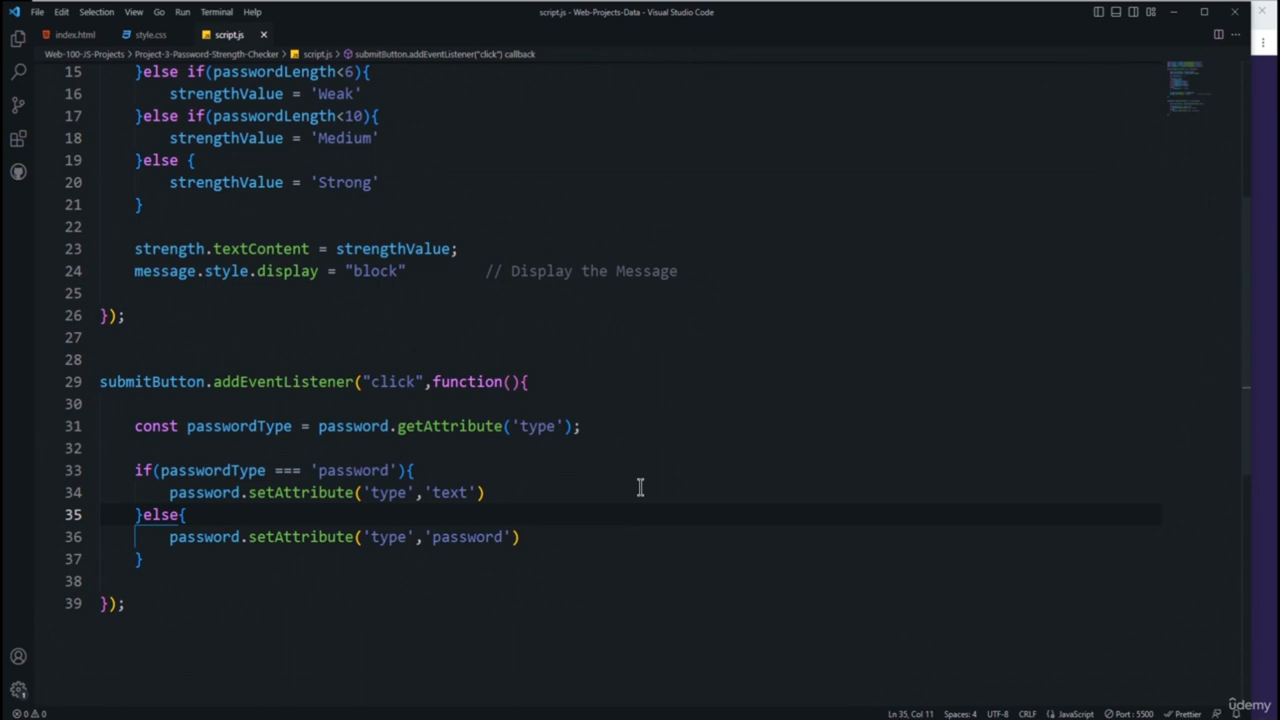 File Edit Selection View Go Run Terminal Help script.js - Web-Projects-Data - Visual Studio Code
index.html style.css script.js
Web-100-JS-Projects > Project-3-Password-Strength-Checker > script.js > submitButton.addEventListener("click") callback
15 }else if(passwordLength<6){
16 strengthValue = 'Weak'
17 }else if(passwordLength<10){
18 strengthValue = 'Medium'
19 }else {
20 strengthValue = 'Strong'
21 }
22
23 strength.textContent = strengthValue;
24 message.style.display = "block" // Display the Message
25
26 });
27
28
29 submitButton.addEventListener("click",function(){
30
31 const passwordType = password.getAttribute('type');
32
33 if(passwordType === 'password'){
34 password.setAttribute('type','text')
35 }else{
36 password.setAttribute('type','password')
37 }
38
39 });
0 0 Ln 35, Col 11 Spaces: 4 UTF-8 CRLF JavaScript Port : 5500 Prettier
udemy